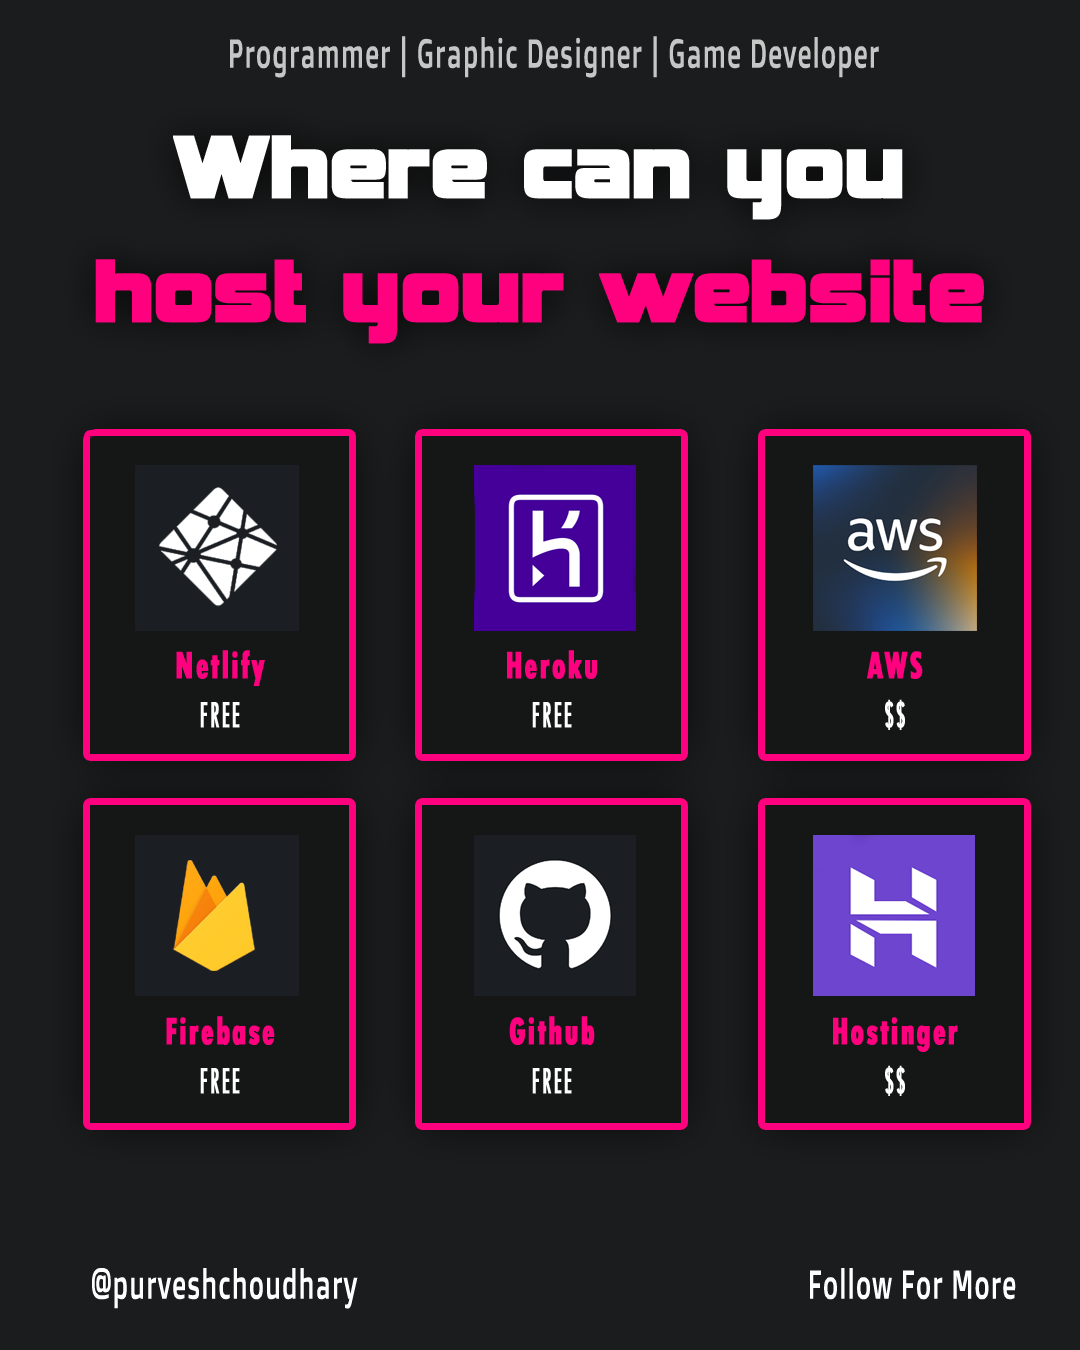 Programmer | Graphic Designer | Game Developer
Where can you
host your website
aws
Netlify
Heroku
AWS
FREE
FREE
$$
Firebase
Github
Hostinger
FREE
FREE
$$
@purveshchoudhary
Follow For More